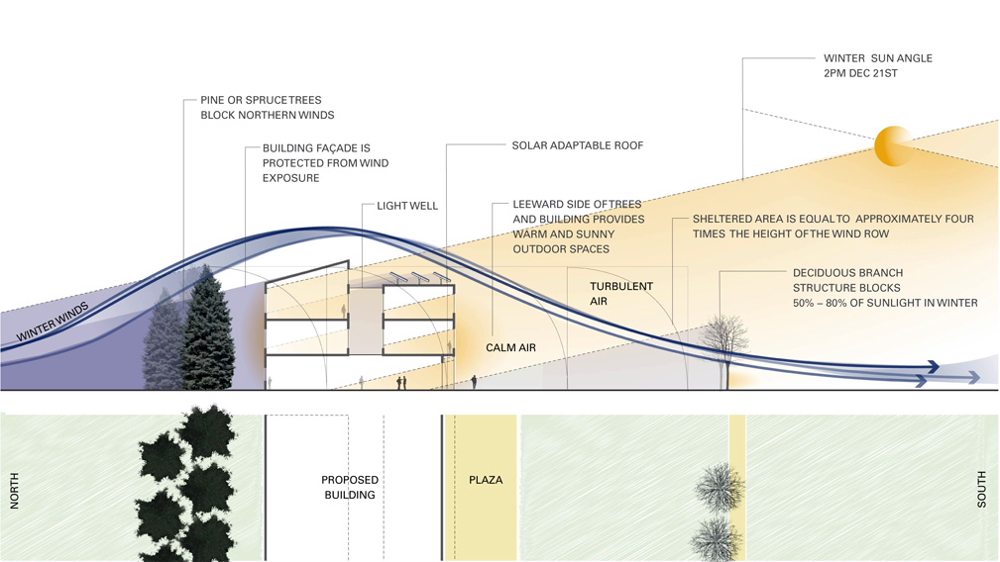 WINTER SUN ANGLE
2PM DEC 21ST
PINE OR SPRUCE TREES
BLOCK NORTHERN WINDS
BUILDING FAÇADE IS
PROTECTED FROM WIND
EXPOSURE
SOLAR ADAPTABLE ROOF
LIGHT WELL
LEEWARD SIDE OF TREES
AND BUILDING PROVIDES
WARM AND SUNNY
OUTDOOR SPACES
SHELTERED AREA IS EQUAL TO APPROXIMATELY FOUR
TIMES THE HEIGHT OF THE WIND ROW
DECIDUOUS BRANCH
STRUCTURE BLOCKS
50% – 80% OF SUNLIGHT IN WINTER
TURBULENT
AIR
WINTER WINDS
CALM AIR
NORTH
PROPOSED
BUILDING
PLAZA
SOUTH